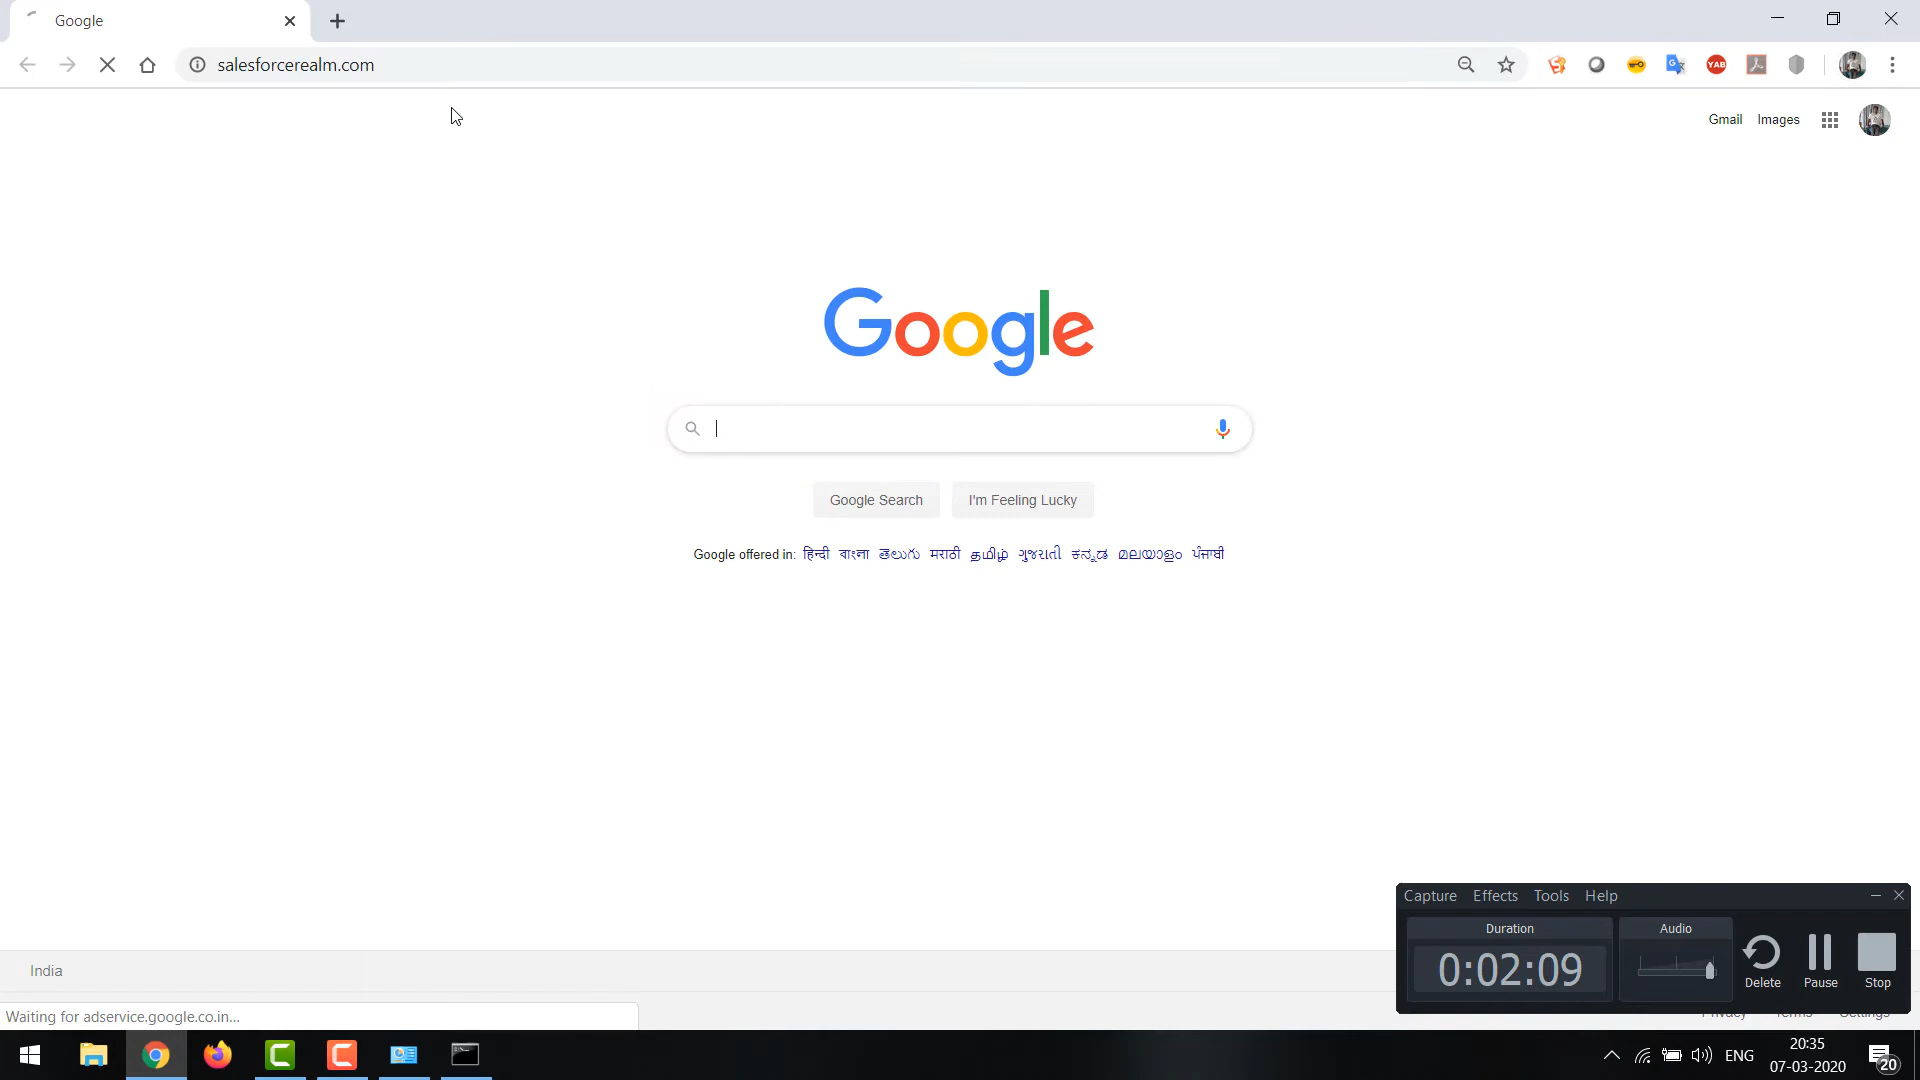 Google
salesforcerealm.com
YAB
Gmail Images
Google
Google Search
I'm Feeling Lucky
Google offered in: हिन्दी বাংলা తెలుగు मराठी தமிழ் ગુજરાતી ಕನ್ನಡ മലയാളം ਪੰਜਾਬੀ
Capture Effects Tools Help
Duration
Audio
0:02:09
Delete Pause Stop
India
Privacy Terms Settings
Waiting for adservice.google.co.in...
ENG
20:35
07-03-2020
20